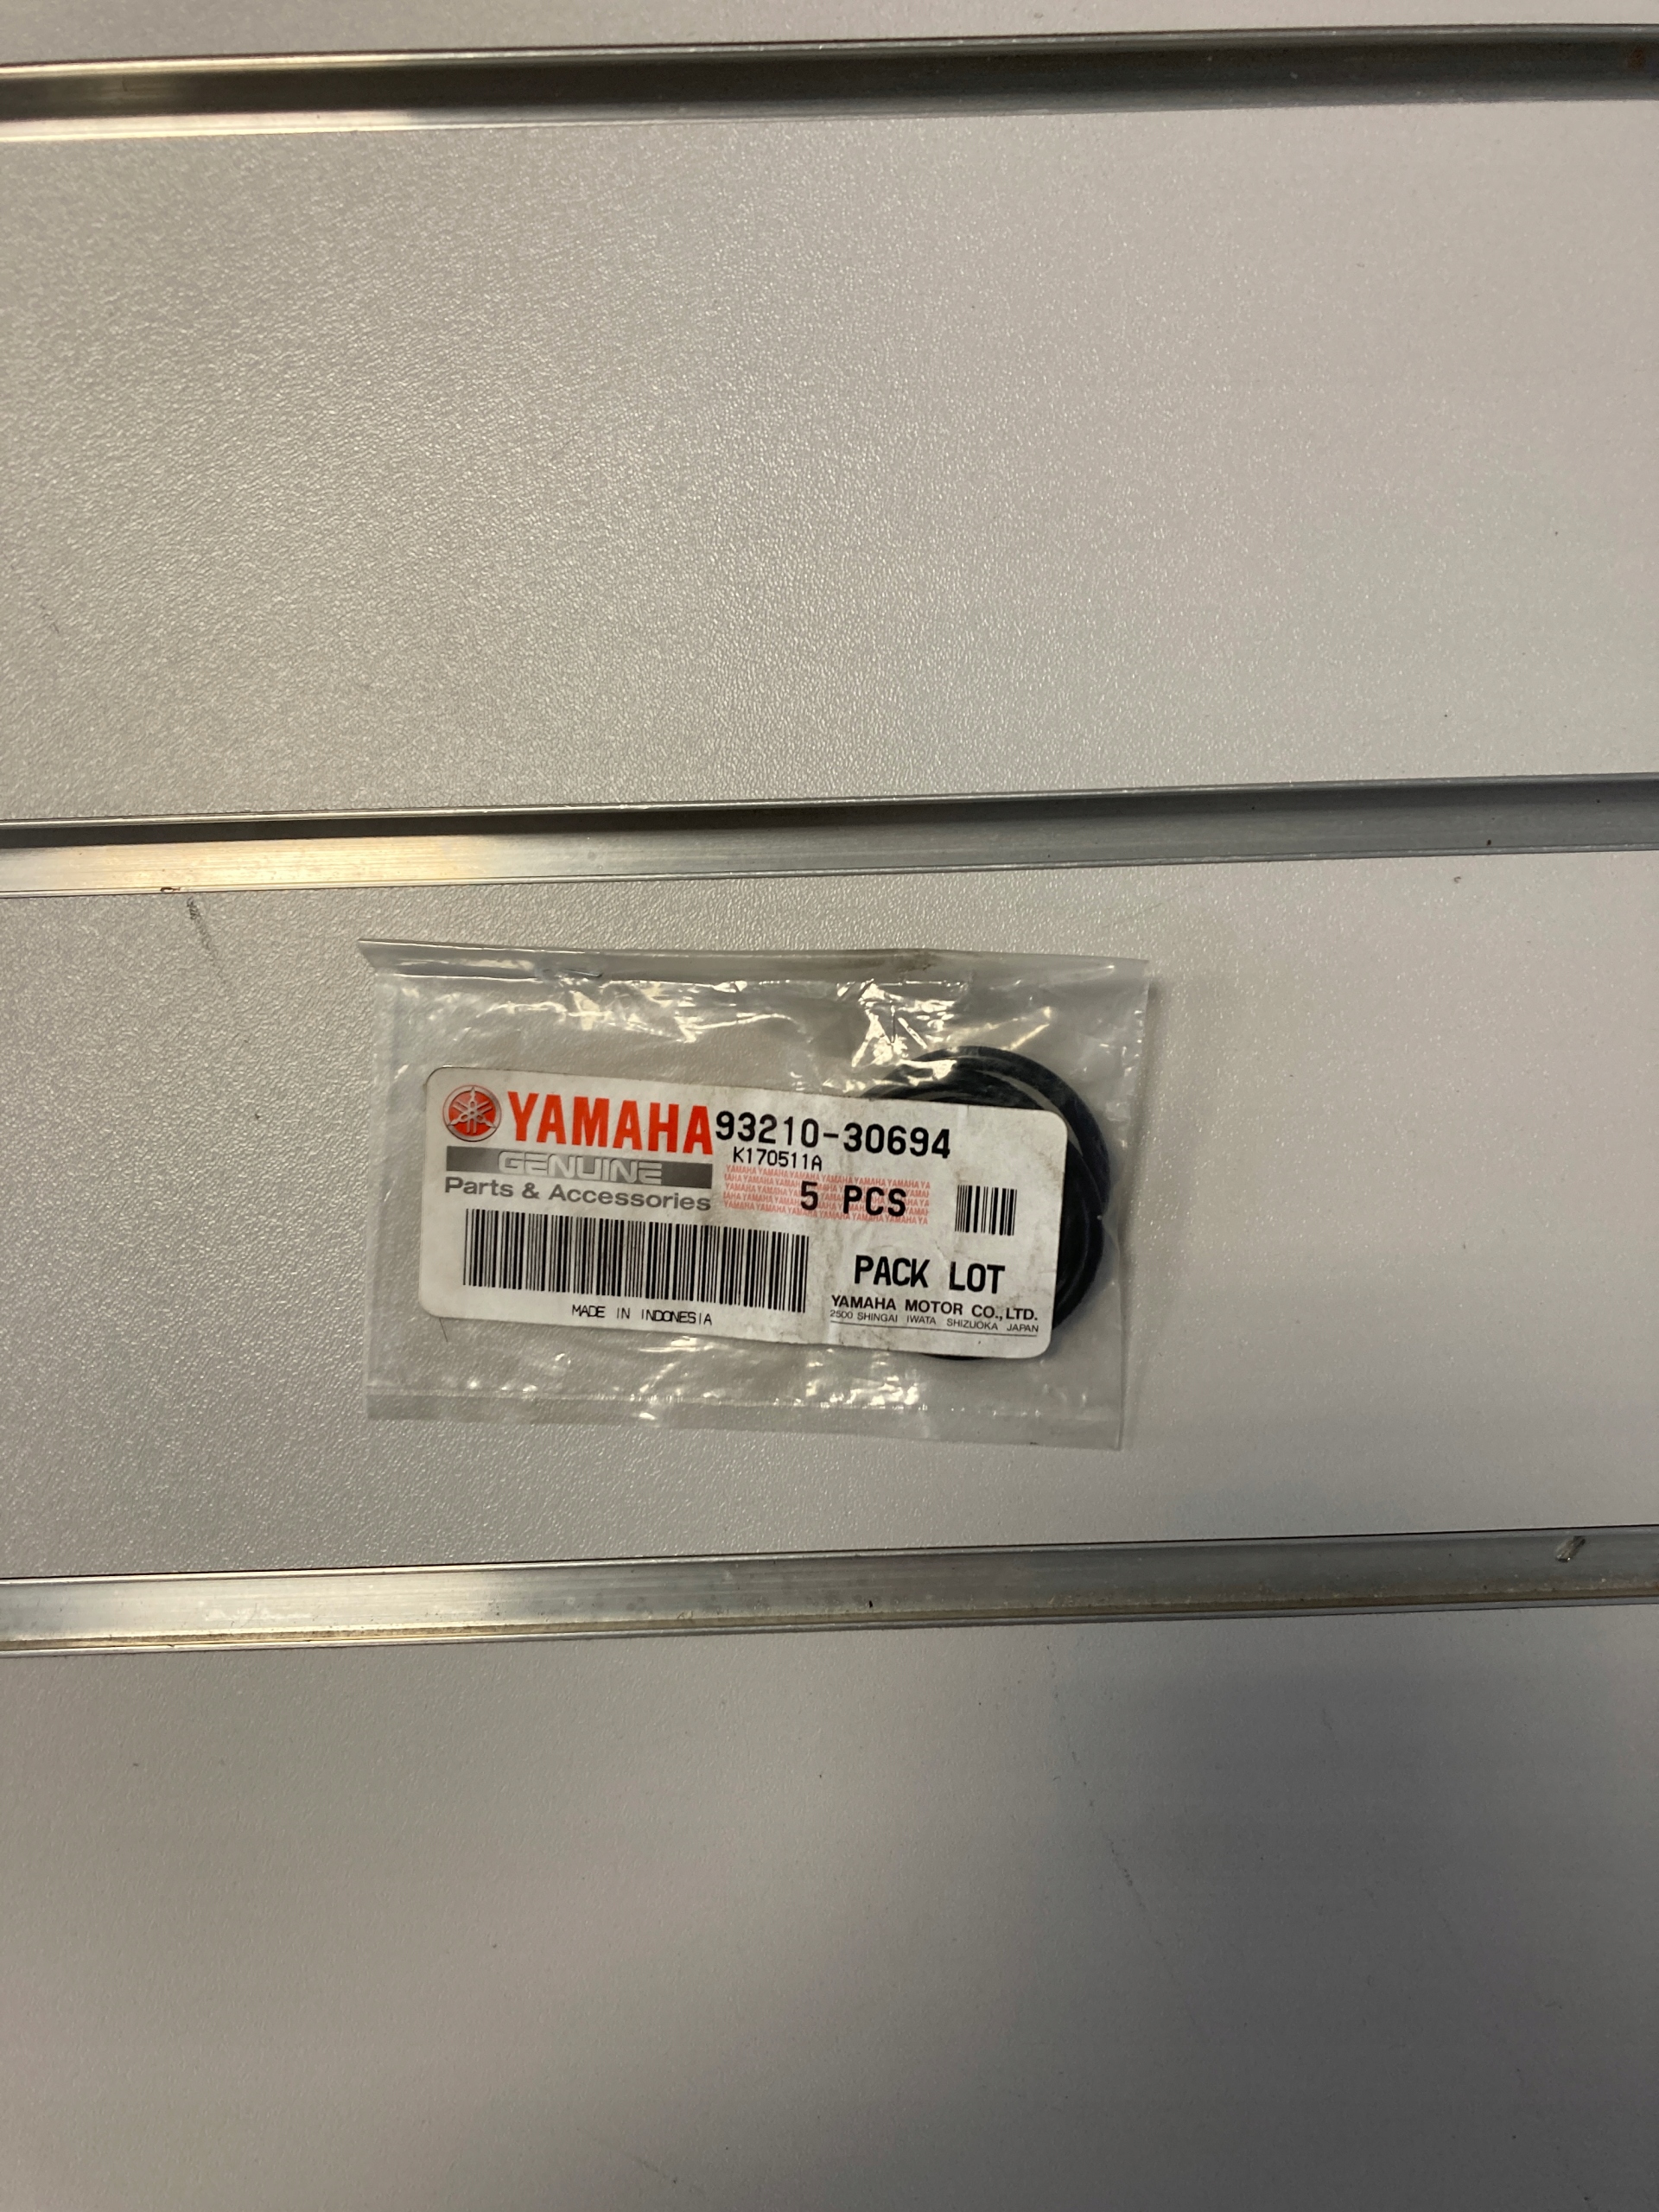 YAMAHA 93210-30694
K170511A
GENUINE
Parts & Accessories
5 PCS
PACK LOT
YAMAHA MOTOR CO., LTD.
2500 SHINGAI IWATA SHIZUOKA JAPAN
MADE IN INDONESIA